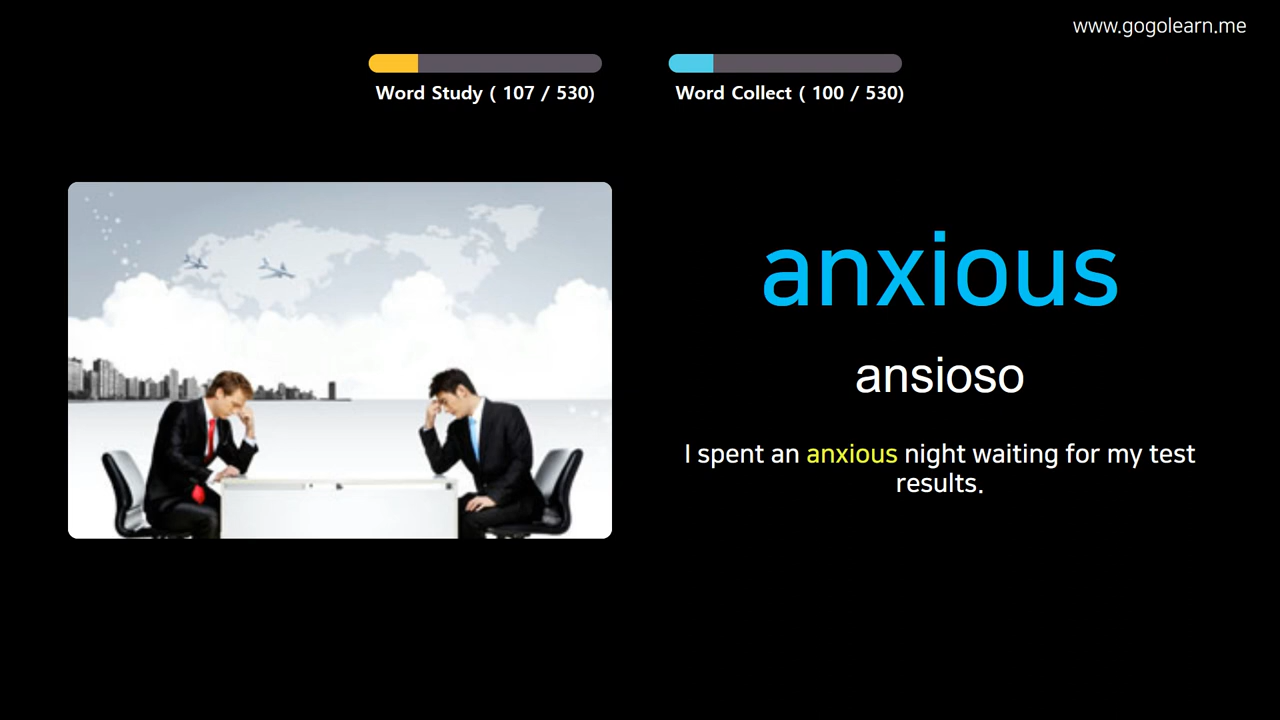 www.gogolearn.me
Word Study ( 107 / 530)
Word Collect ( 100 / 530)
anxious
ansioso
I spent an anxious night waiting for my test
results.